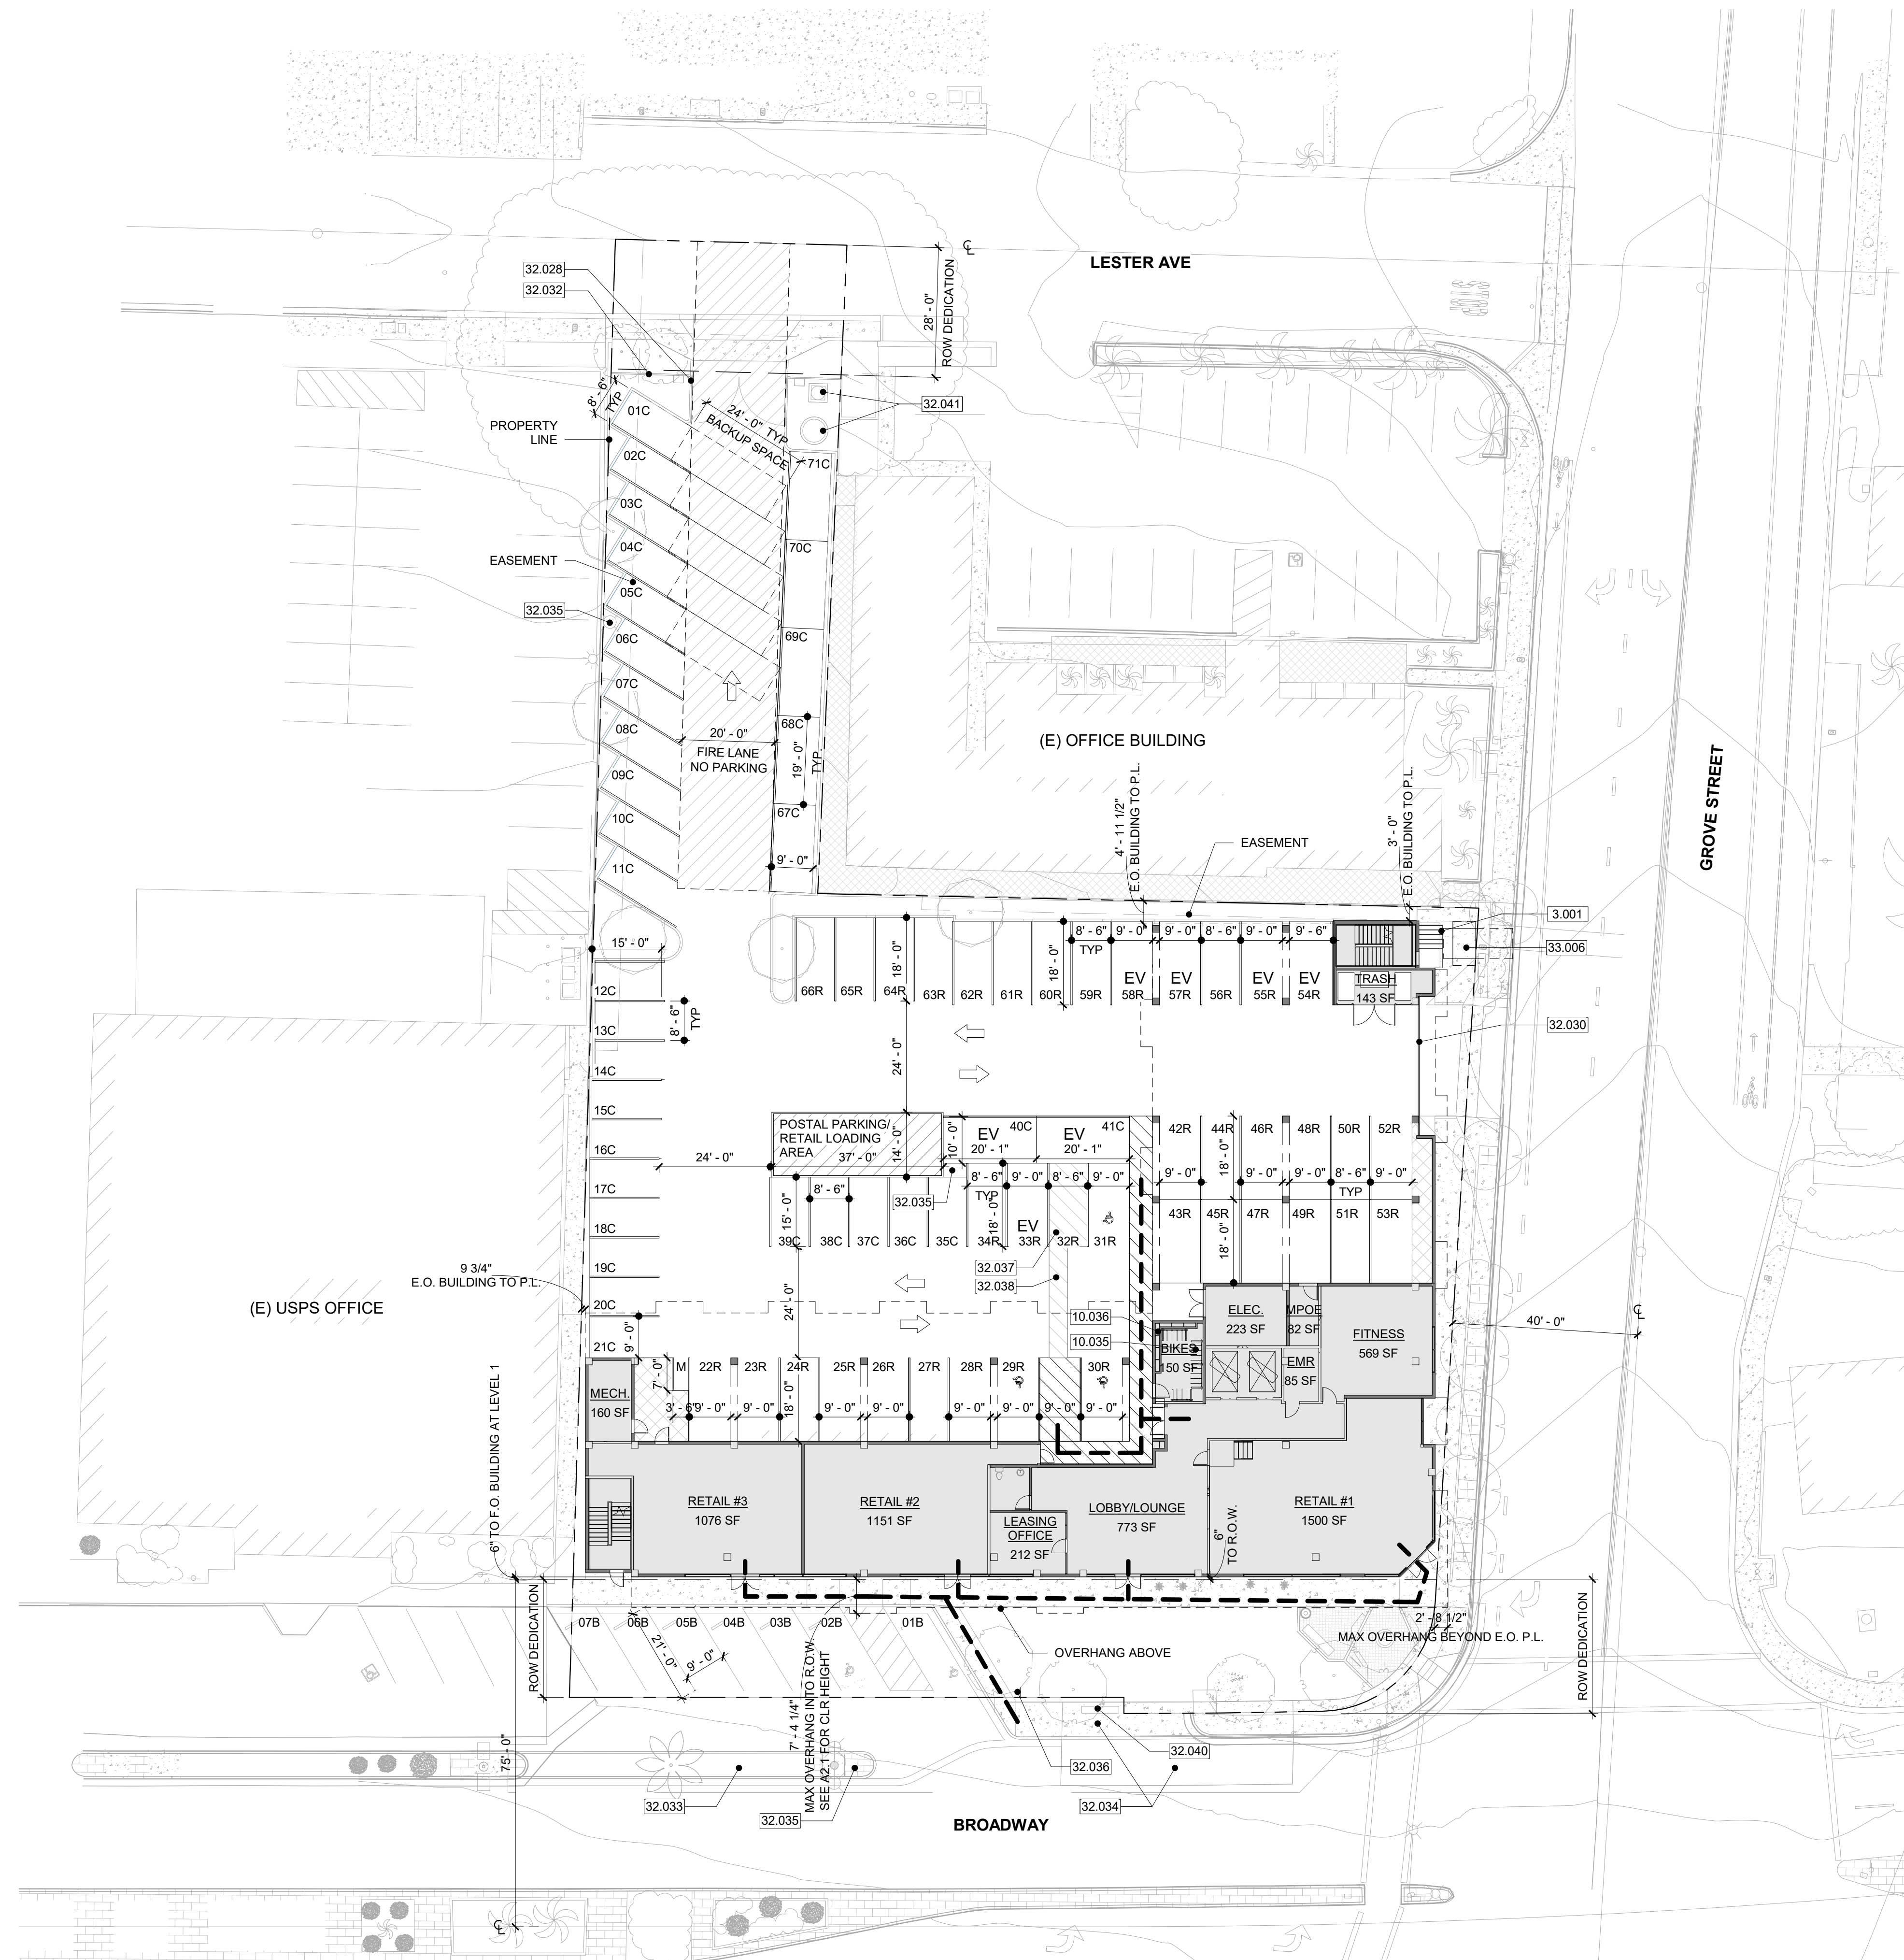 LESTER AVE
℄
28' - 0"
ROW DEDICATION
32.028
32.032
32.041
8' - 6"
TYP
24' - 0" TYP
BACKUP SPACE
PROPERTY
LINE
01C
02C
03C
04C
05C
06C
07C
08C
09C
10C
11C
71C
70C
69C
68C
67C
EASEMENT
32.035
20' - 0"
FIRE LANE
NO PARKING
19' - 0"
TYP.
9' - 0"
(E) OFFICE BUILDING
GROVE STREET
4' - 11 1/2"
E.O. BUILDING TO P.L.
3' - 0"
E.O. BUILDING TO P.L.
EASEMENT
3.001
33.006
32.030
15' - 0"
18' - 0"
18' - 0"
8' - 6"
TYP
9' - 0"
9' - 0"
8' - 6"
9' - 0"
9' - 6"
EV
EV
EV
EV
66R
65R
64R
63R
62R
61R
60R
59R
58R
57R
56R
55R
54R
TRASH
143 SF
12C
13C
14C
15C
16C
17C
18C
19C
20C
21C
8' - 6"
TYP
24' - 0"
POSTAL PARKING/
RETAIL LOADING
AREA
37' - 0"
14' - 0"
10' - 0"
24' - 0"
EV
40C
20' - 1"
EV
41C
20' - 1"
42R
44R
46R
48R
50R
52R
18' - 0"
9' - 0"
9' - 0"
9' - 0"
8' - 6"
TYP
9' - 0"
43R
45R
47R
49R
51R
53R
18' - 0"
15' - 0"
8' - 6"
32.035
8' - 6"
TYP
9' - 0"
8' - 6"
9' - 0"
18' - 0"
EV
39C
38C
37C
36C
35C
34R
33R
32R
31R
32.037
32.038
10.036
10.035
9 3/4"
E.O. BUILDING TO P.L.
(E) USPS OFFICE
24' - 0"
9' - 0"
ELEC.
223 SF
MPOE
82 SF
FITNESS
569 SF
BIKES
150 SF
EMR
85 SF
40' - 0"
℄
M
22R
23R
24R
25R
26R
27R
28R
29R
30R
7' - 0"
3' - 6"
9' - 0"
9' - 0"
18' - 0"
9' - 0"
9' - 0"
9' - 0"
9' - 0"
9' - 0"
9' - 0"
MECH.
160 SF
6" TO F.O. BUILDING AT LEVEL 1
RETAIL #3
1076 SF
RETAIL #2
1151 SF
LEASING
OFFICE
212 SF
LOBBY/LOUNGE
773 SF
RETAIL #1
1500 SF
6"
TO R.O.W.
ROW DEDICATION
07B
06B
05B
04B
03B
02B
01B
21' - 0"
9' - 0"
2' - 8 1/2"
MAX OVERHANG BEYOND E.O. P.L.
OVERHANG ABOVE
ROW DEDICATION
7' - 4 1/4"
MAX OVERHANG INTO R.O.W.
SEE A2.1 FOR CLR HEIGHT
75' - 0"
32.040
32.036
32.033
32.035
32.034
BROADWAY
℄